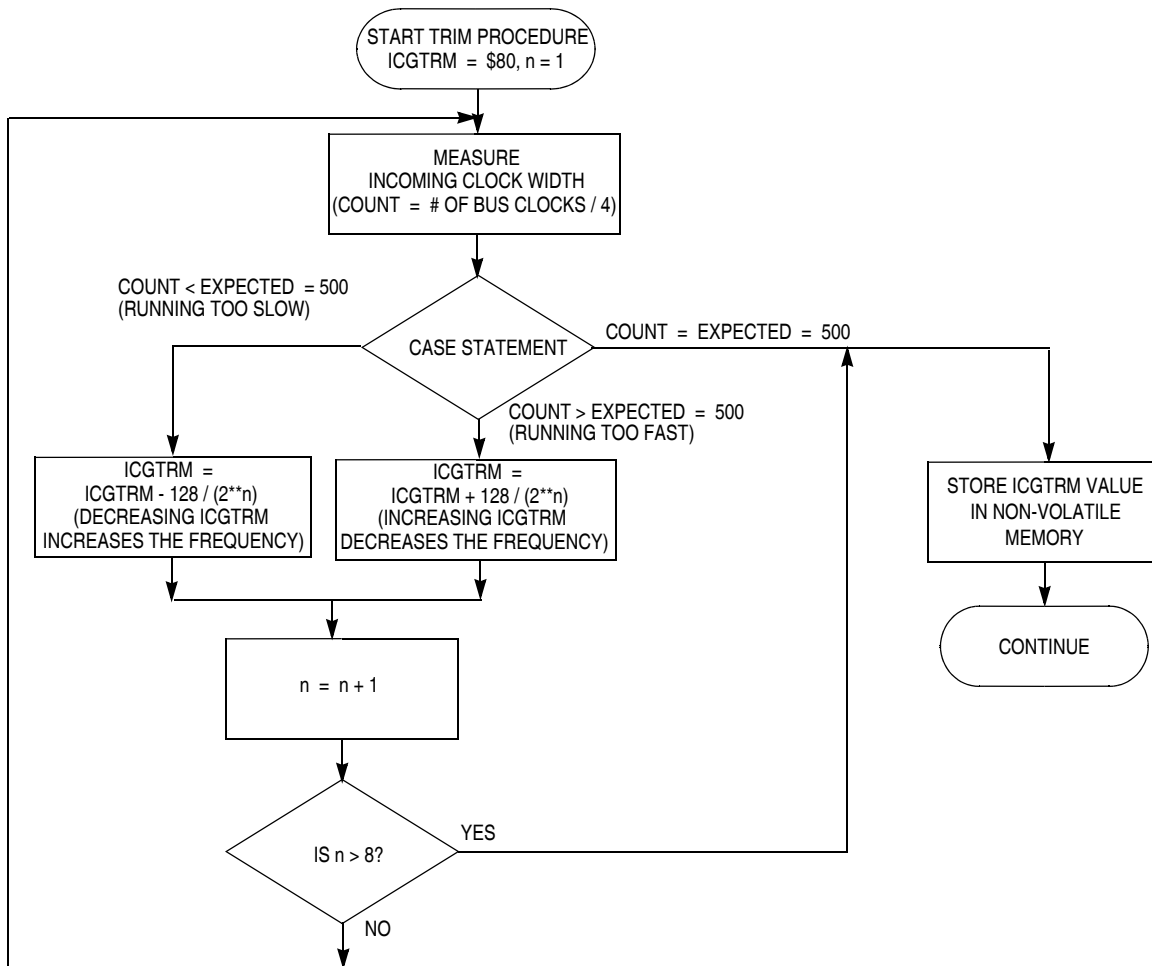 START TRIM PROCEDURE
ICGTRM = $80, n = 1
MEASURE
INCOMING CLOCK WIDTH
(COUNT = # OF BUS CLOCKS / 4)
COUNT < EXPECTED = 500
(RUNNING TOO SLOW)
CASE STATEMENT
COUNT = EXPECTED = 500
COUNT > EXPECTED = 500
(RUNNING TOO FAST)
ICGTRM =
ICGTRM - 128 / (2**n)
(DECREASING ICGTRM
INCREASES THE FREQUENCY)
ICGTRM =
ICGTRM + 128 / (2**n)
(INCREASING ICGTRM
DECREASES THE FREQUENCY)
STORE ICGTRM VALUE
IN NON-VOLATILE
MEMORY
CONTINUE
n = n + 1
IS n > 8?
YES
NO